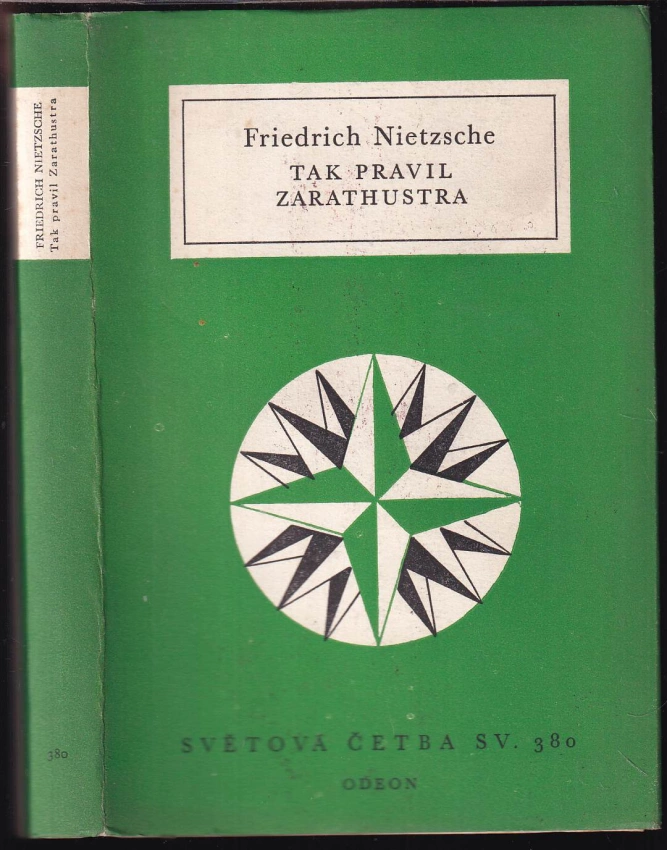 FRIEDRICH NIETZSCHE
Tak pravil Zarathustra
380
Friedrich Nietzsche
TAK PRAVIL
ZARATHUSTRA
SVĚTOVÁ ČETBA SV. 380
ODEON